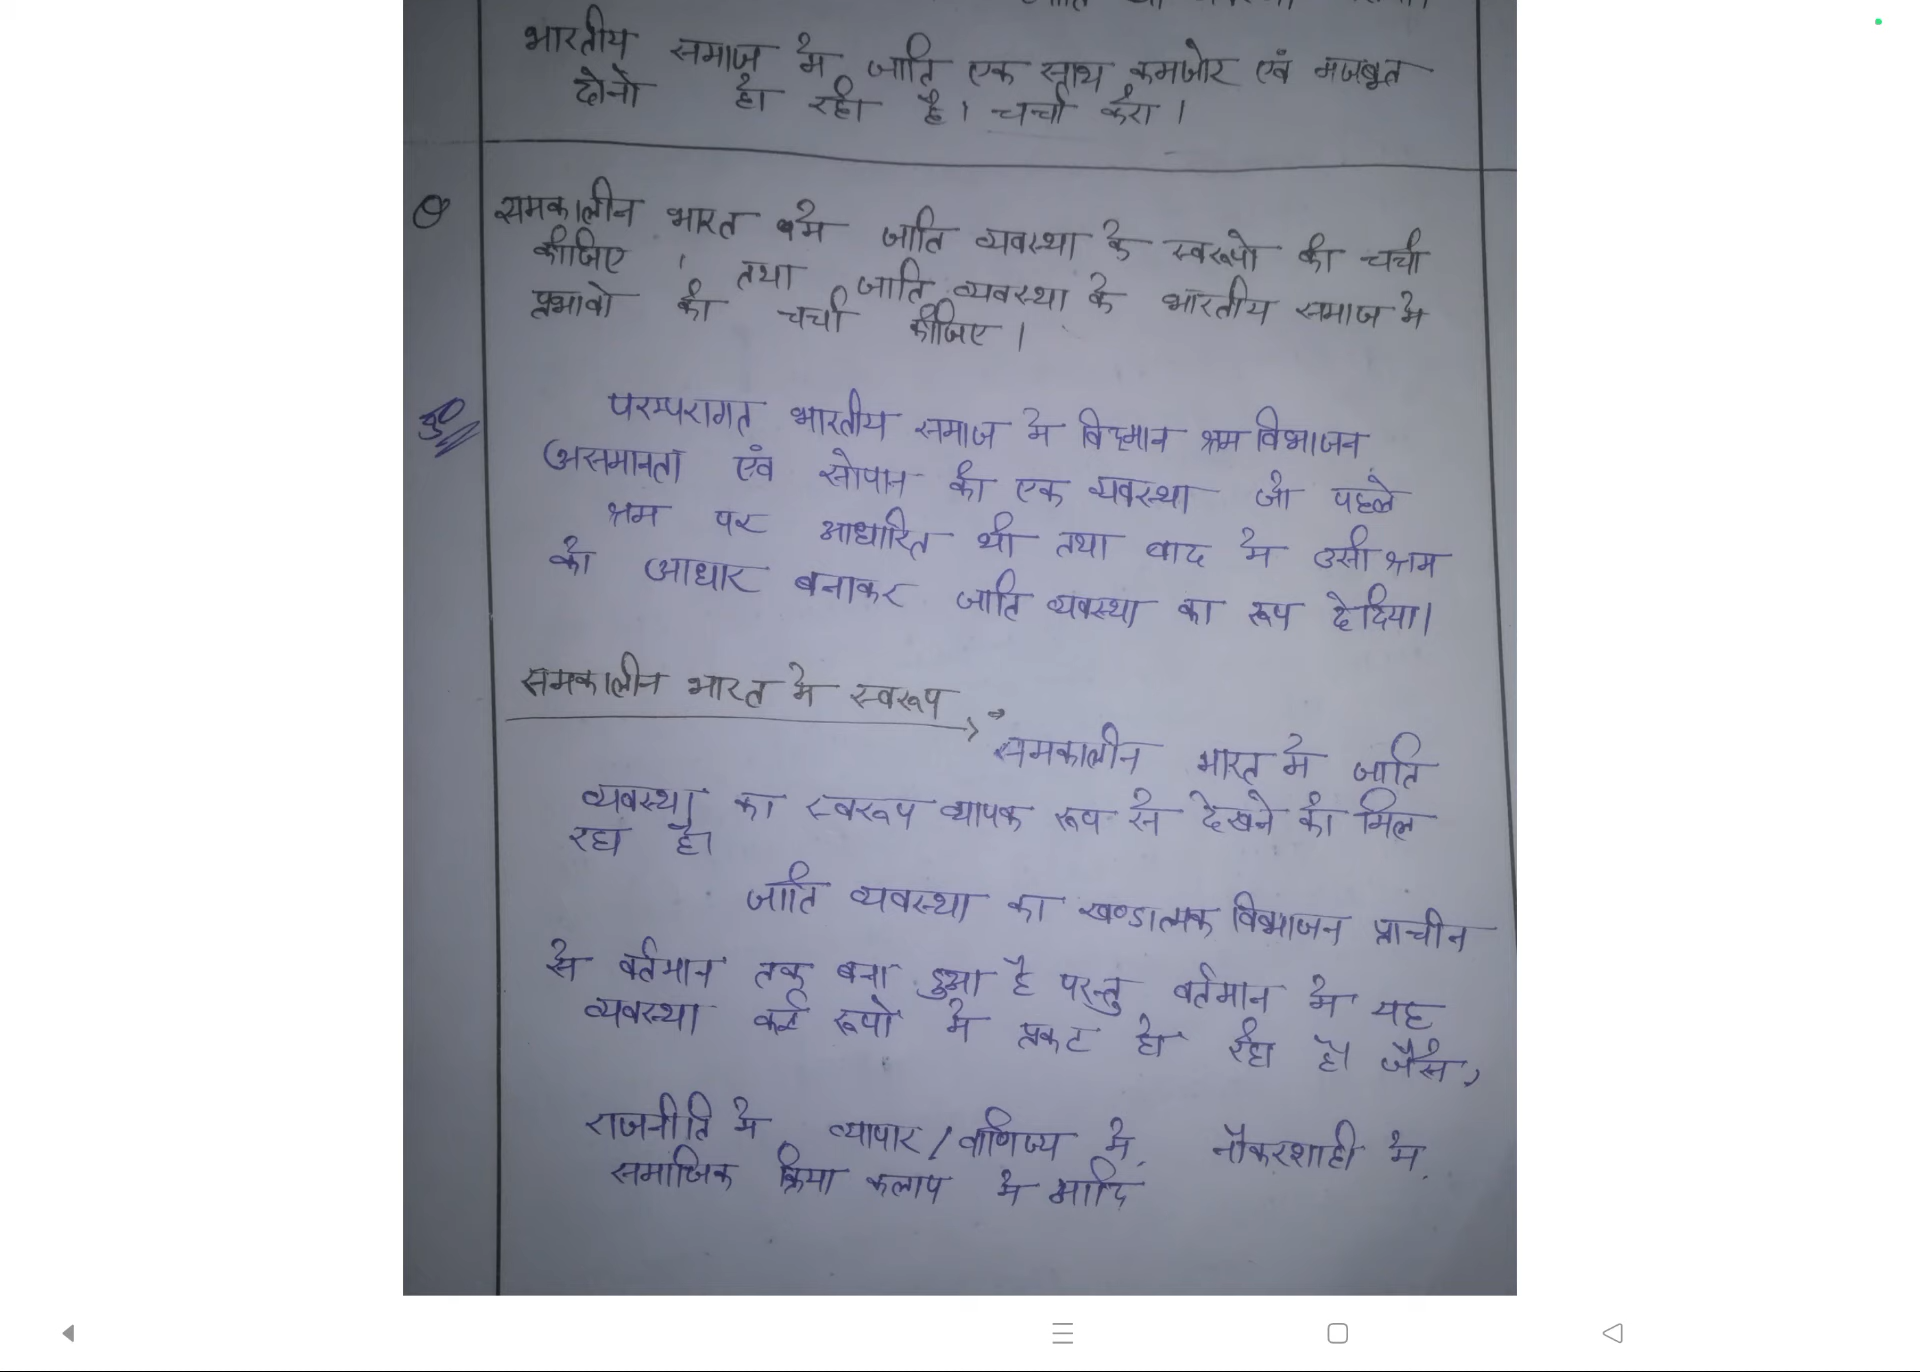 भारतीय समाज मे जाति एक साथ कमजोर एवं मजबूत
दोनो हो रही है। चर्चा करो।
Q समकालीन भारत मे जाति व्यवस्था के स्वरूपो की चर्चा
कीजिए। तथा जाति व्यवस्था के भारतीय समाज मे
प्रभावो की चर्चा कीजिए।
परम्परागत भारतीय समाज मे विद्यमान श्रम विभाजन
असमानता एवं सोपान की एक व्यवस्था जो पहले
श्रम पर आधारित थी तथा बाद मे उसी श्रम
को आधार बनाकर जाति व्यवस्था का रूप दे दिया।
समकालीन भारत मे स्वरूप →
समकालीन भारत मे जाति
व्यवस्था का स्वरूप व्यापक रूप से देखने को मिल
रहा है।
जाति व्यवस्था का खण्डात्मक विभाजन प्राचीन
से वर्तमान तक बना हुआ है परन्तु वर्तमान मे यह
व्यवस्था कई रूपो मे प्रकट हो रहा है। जैसे,
राजनीति मे, व्यापार/वाणिज्य मे, नौकरशाही मे,
समाजिक क्रिया कलाप मे आदि